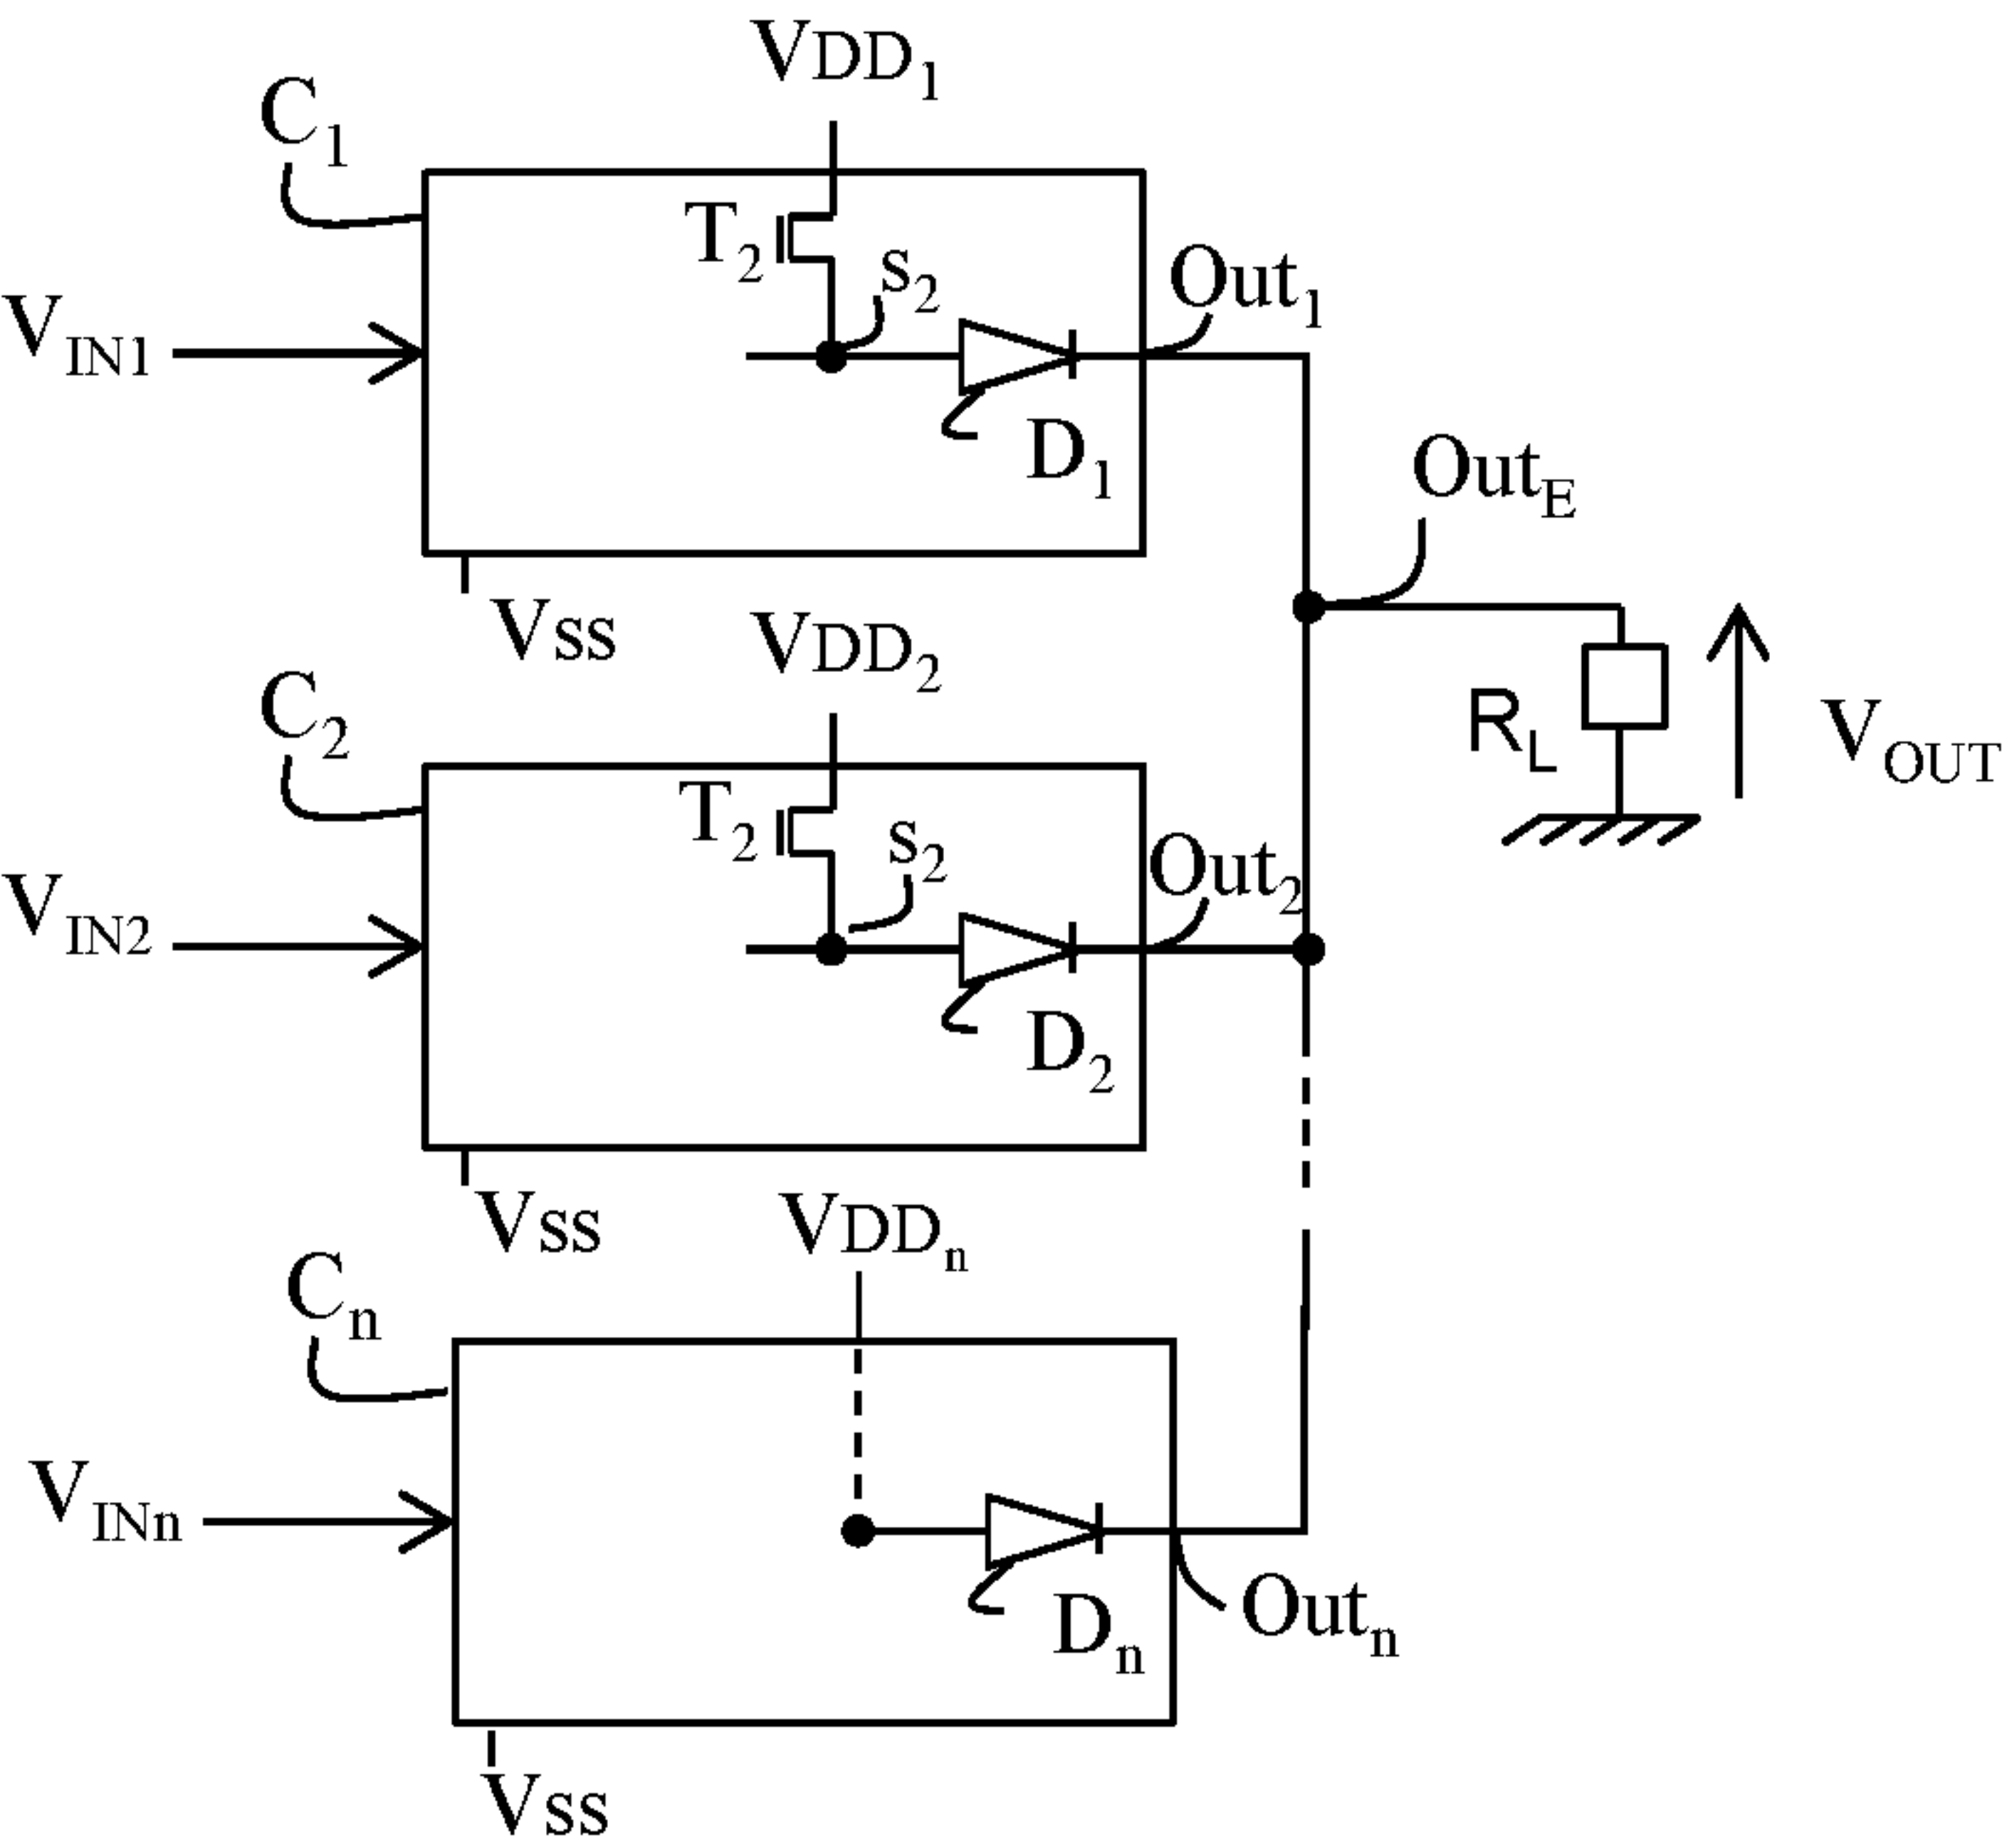 VDD1
C1
T2
s2
Out1
VIN1
D1
OutE
Vss
VDD2
C2
RL
VOUT
T2
s2
Out2
VIN2
D2
Vss
VDDn
Cn
VINn
Dn
Outn
Vss